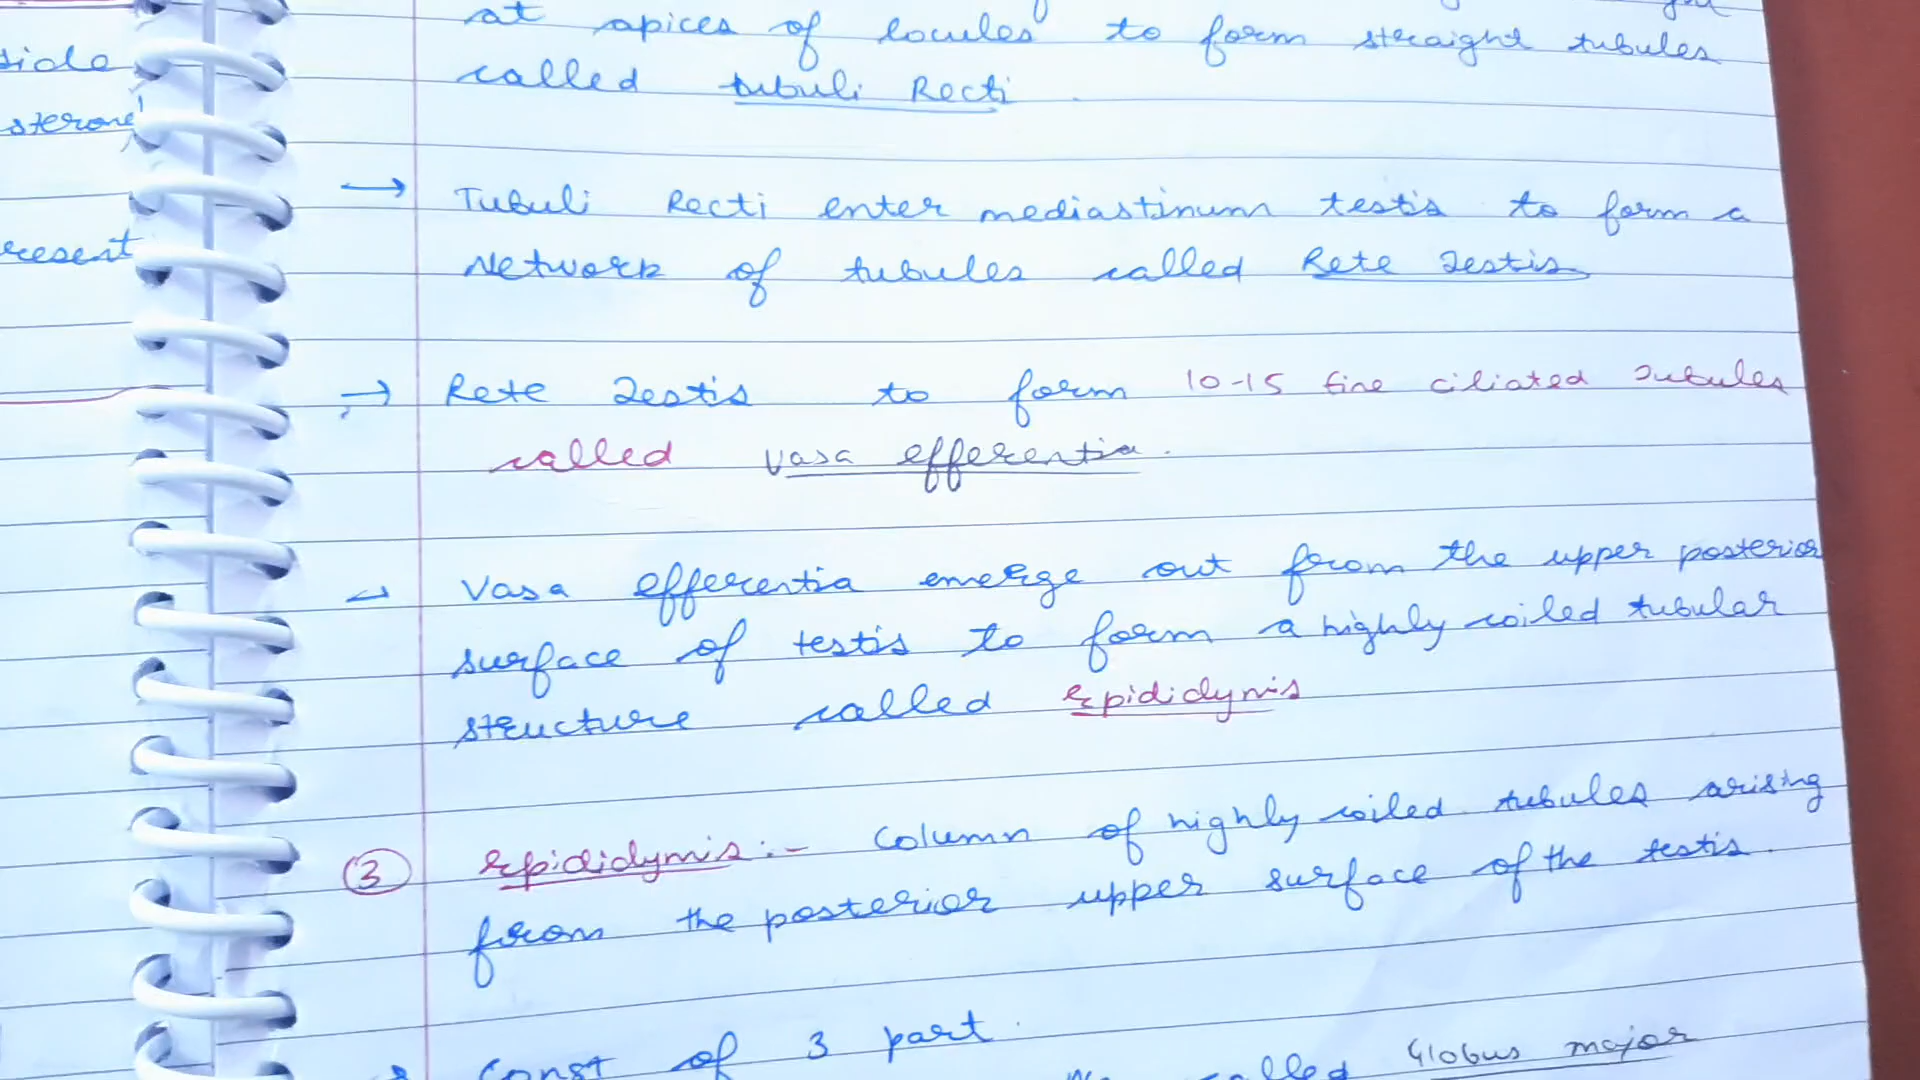 side
sterone
resent
at apices of locules to form straight tubules
called tubuli Recti.
→ Tubuli Recti enter mediastinum testis to form a
Network of tubules called Rete Testis
→ Rete Testis to form 10-15 fine ciliated tubules
called vasa efferentia.
→ Vasa efferentia emerge out from the upper posterior
surface of testis to form a highly coiled tubular
structure called Epididymis
③ Epididymis:- Column of highly coiled tubules arising
from the posterior upper surface of the testis.
Const of 3 part.
called Globus major